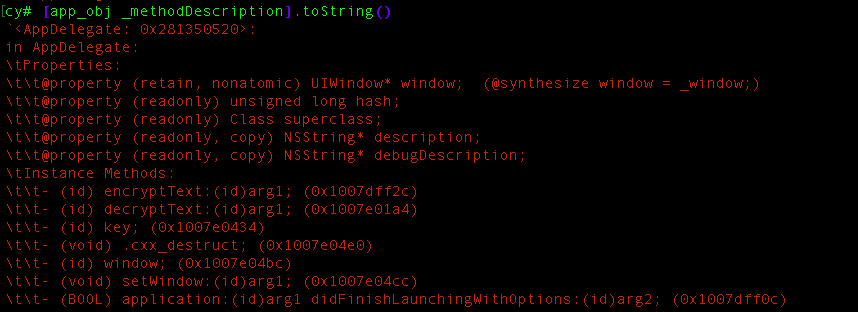 [cy# [app_obj _methodDescription].toString()
`<AppDelegate: 0x281350520>:
in AppDelegate:
\tProperties:
\t\t@property (retain, nonatomic) UIWindow* window;  (@synthesize window = _window;)
\t\t@property (readonly) unsigned long hash;
\t\t@property (readonly) Class superclass;
\t\t@property (readonly, copy) NSString* description;
\t\t@property (readonly, copy) NSString* debugDescription;
\tInstance Methods:
\t\t- (id) encryptText:(id)arg1; (0x1007dff2c)
\t\t- (id) decryptText:(id)arg1; (0x1007e01a4)
\t\t- (id) key; (0x1007e0434)
\t\t- (void) .cxx_destruct; (0x1007e04e0)
\t\t- (id) window; (0x1007e04bc)
\t\t- (void) setWindow:(id)arg1; (0x1007e04cc)
\t\t- (BOOL) application:(id)arg1 didFinishLaunchingWithOptions:(id)arg2; (0x1007dff0c)